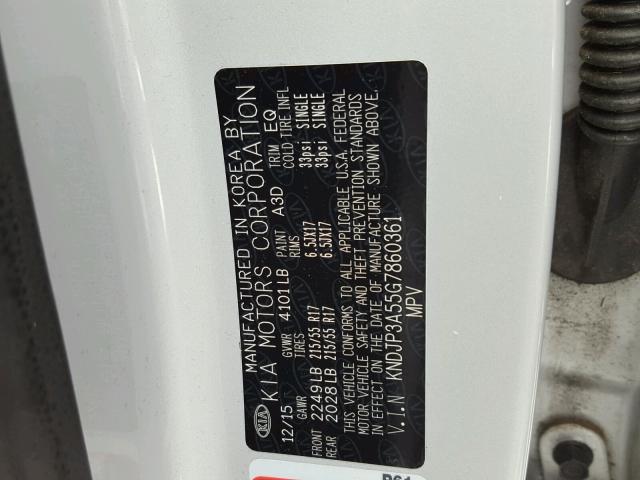 MANUFACTURED IN KOREA BY
KIA KIA MOTORS CORPORATION
12/15 GVWR 4101LB PAINT A3D TRIM EQ
GAWR TIRES RIMS COLD TIRE INFL
FRONT 2249LB 215/55 R17 6.5JX17 33psi SINGLE
REAR 2028LB 215/55 R17 6.5JX17 33psi SINGLE
THIS VEHICLE CONFORMS TO ALL APPLICABLE U.S.A. FEDERAL
MOTOR VEHICLE SAFETY AND THEFT PREVENTION STANDARDS
IN EFFECT ON THE DATE OF MANUFACTURE SHOWN ABOVE.
V.I.N KNDJP3A55G7860361
MPV